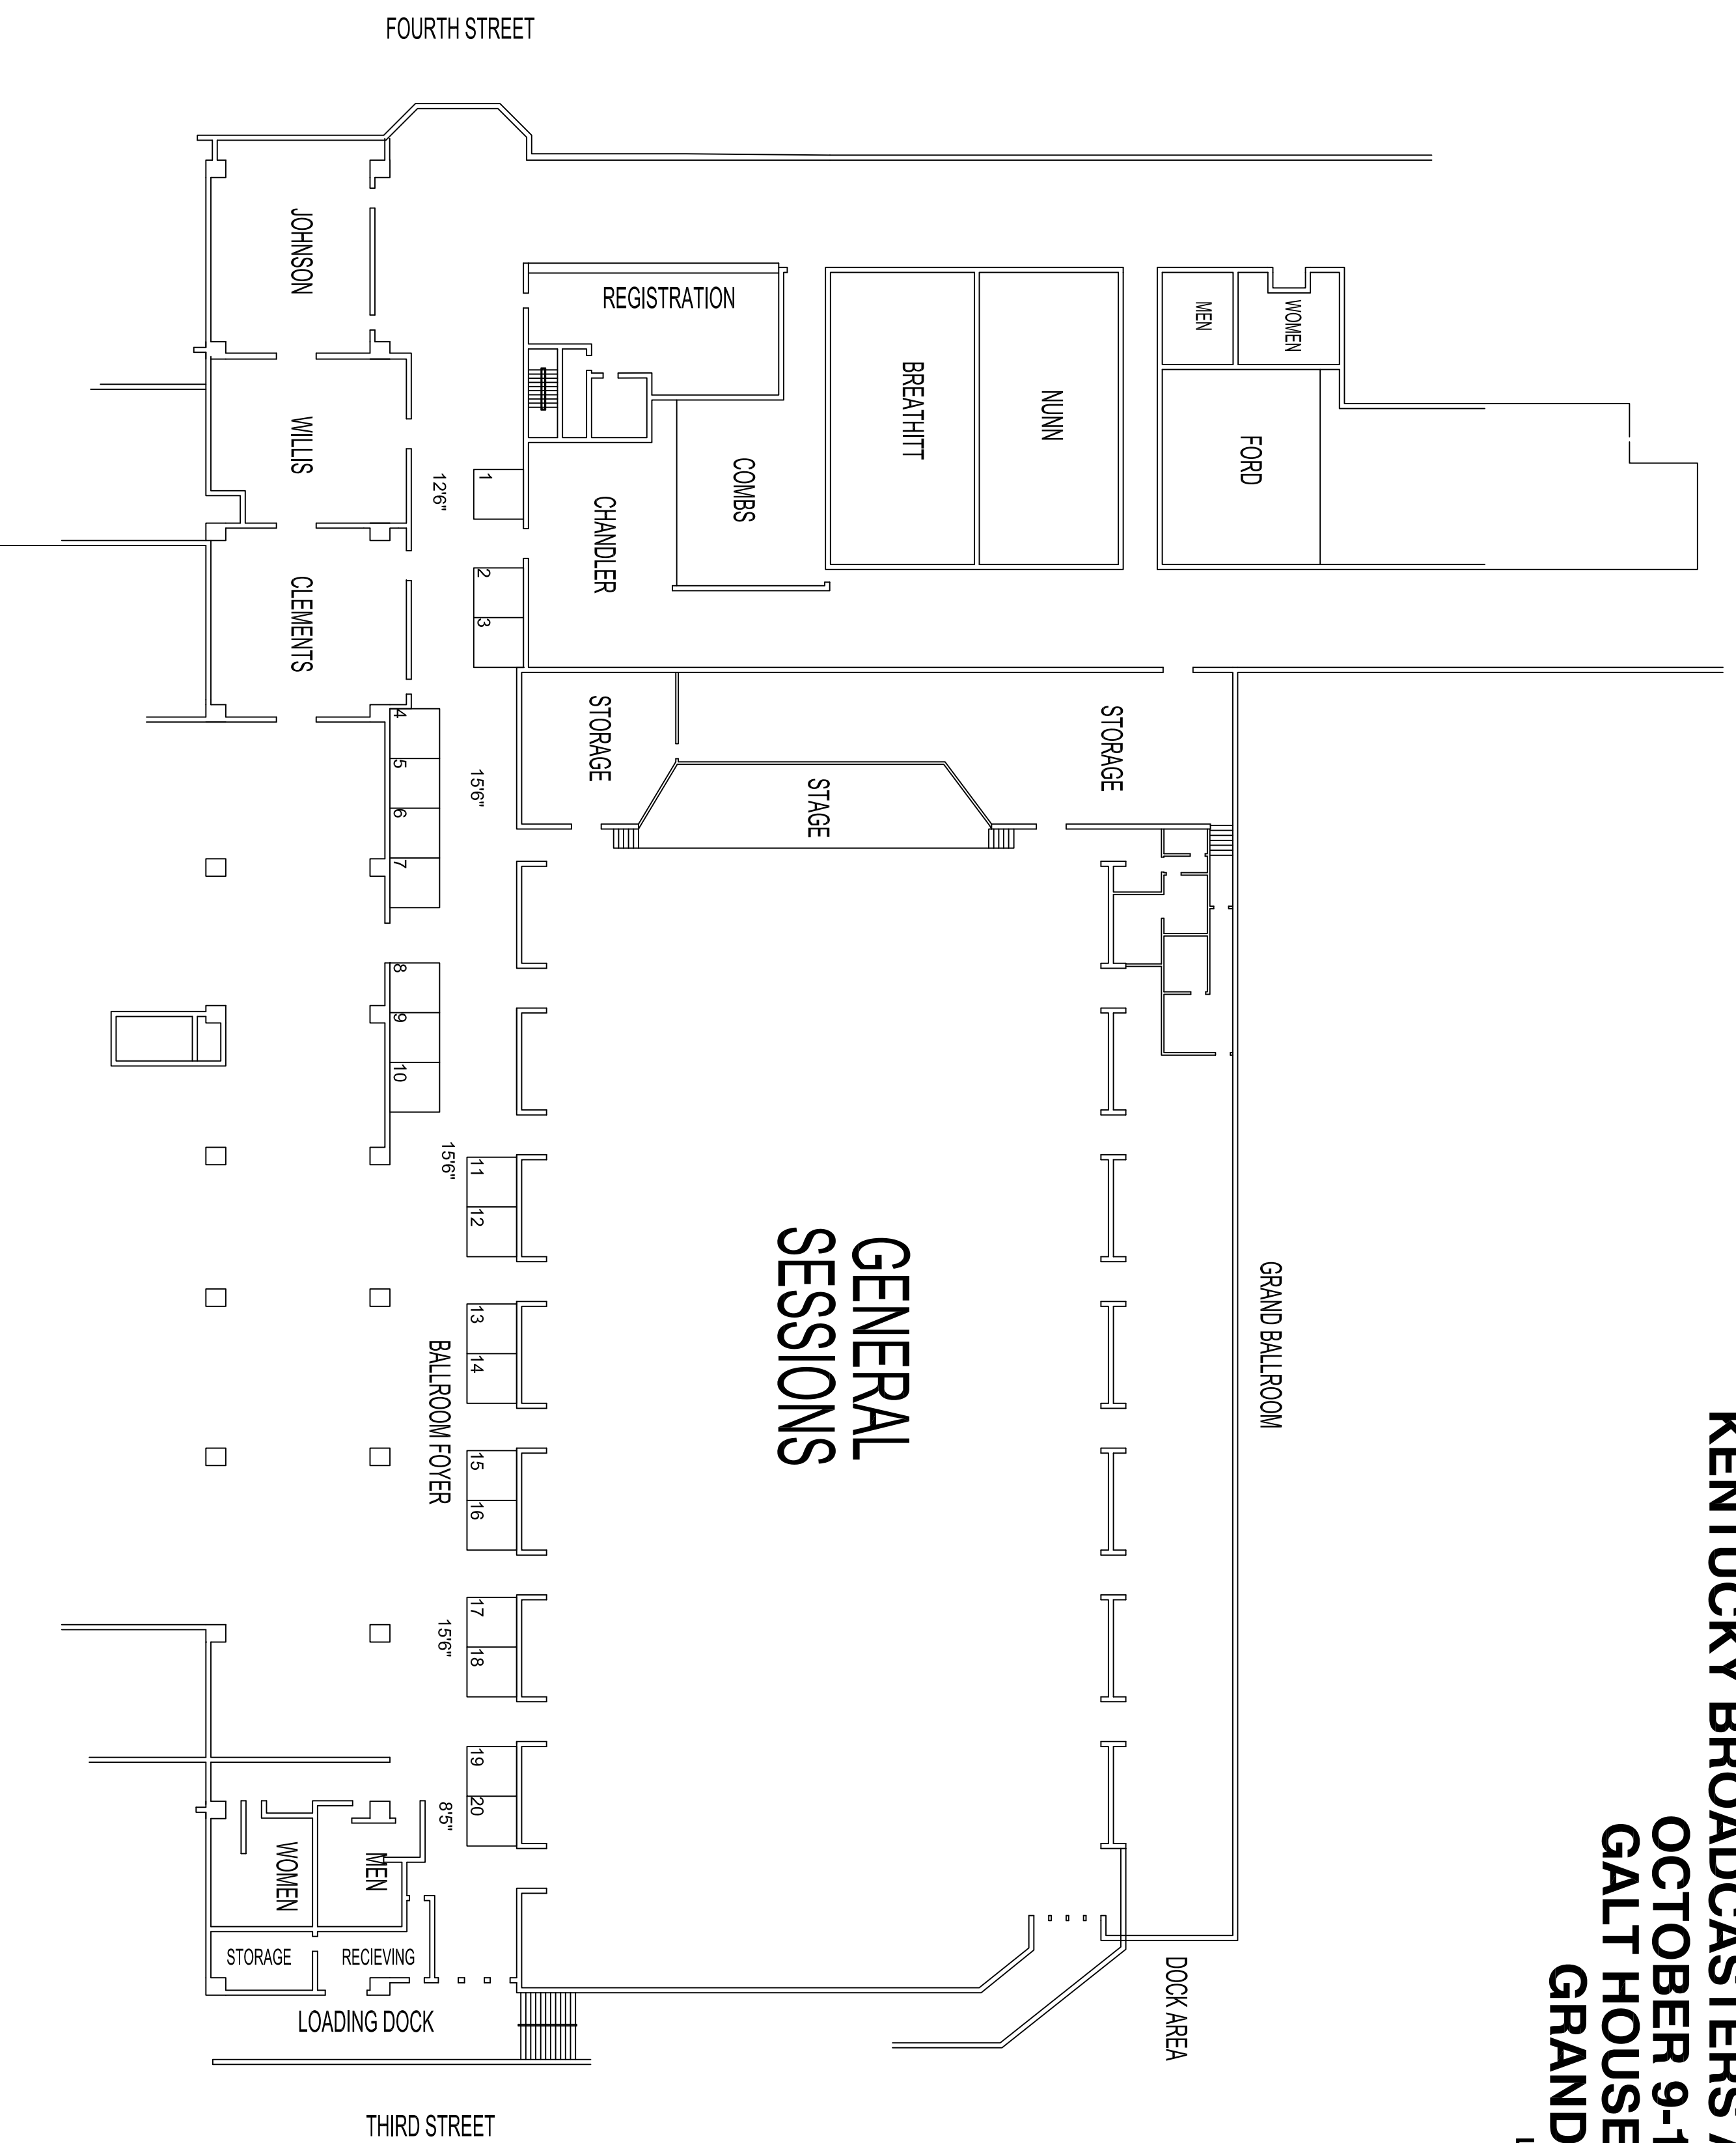 FOURTH STREET
JOHNSON
REGISTRATION
MEN
WOMEN
BREATHITT
NUNN
WILLIS
12'6"
1
COMBS
FORD
CHANDLER
2
3
CLEMENTS
4
5
6
7
15'6"
STORAGE
STAGE
STORAGE
8
9
10
15'6"
11
12
GENERAL
SESSIONS
GRAND BALLROOM
13
14
BALLROOM FOYER
15
16
17
18
15'6"
19
20
8'5"
WOMEN
MEN
STORAGE
RECIEVING
LOADING DOCK
DOCK AREA
THIRD STREET
KENTUCKY BROADCASTERS
OCTOBER 9-1
GALT HOUSE
GRAND